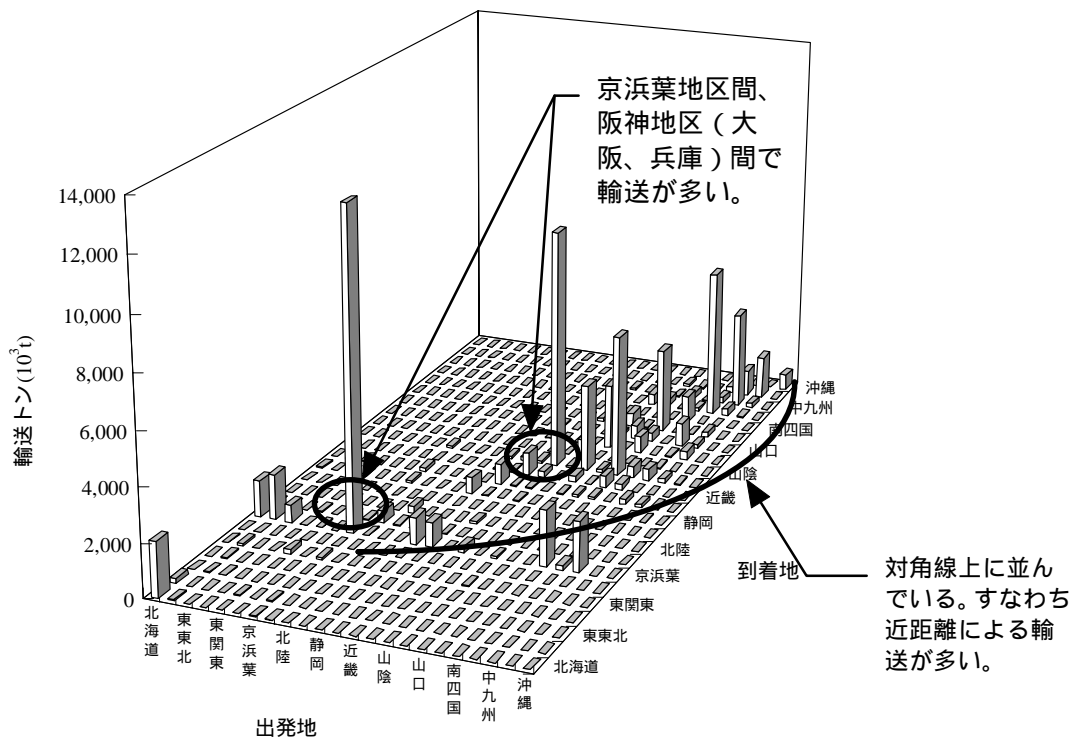 京浜葉地区間、
阪神地区(大
阪、兵庫)間で
輸送が多い。
14,000
12,000
10,000
8,000
6,000
4,000
2,000
0
輸送トン(10³t)
北海道
東東北
東関東
京浜葉
北陸
静岡
近畿
山陰
山口
南四国
中九州
沖縄
出発地
沖縄
中九州
南四国
山口
山陰
近畿
静岡
北陸
京浜葉
東関東
東東北
北海道
到着地
対角線上に並ん
でいる。すなわち
近距離による輸
送が多い。